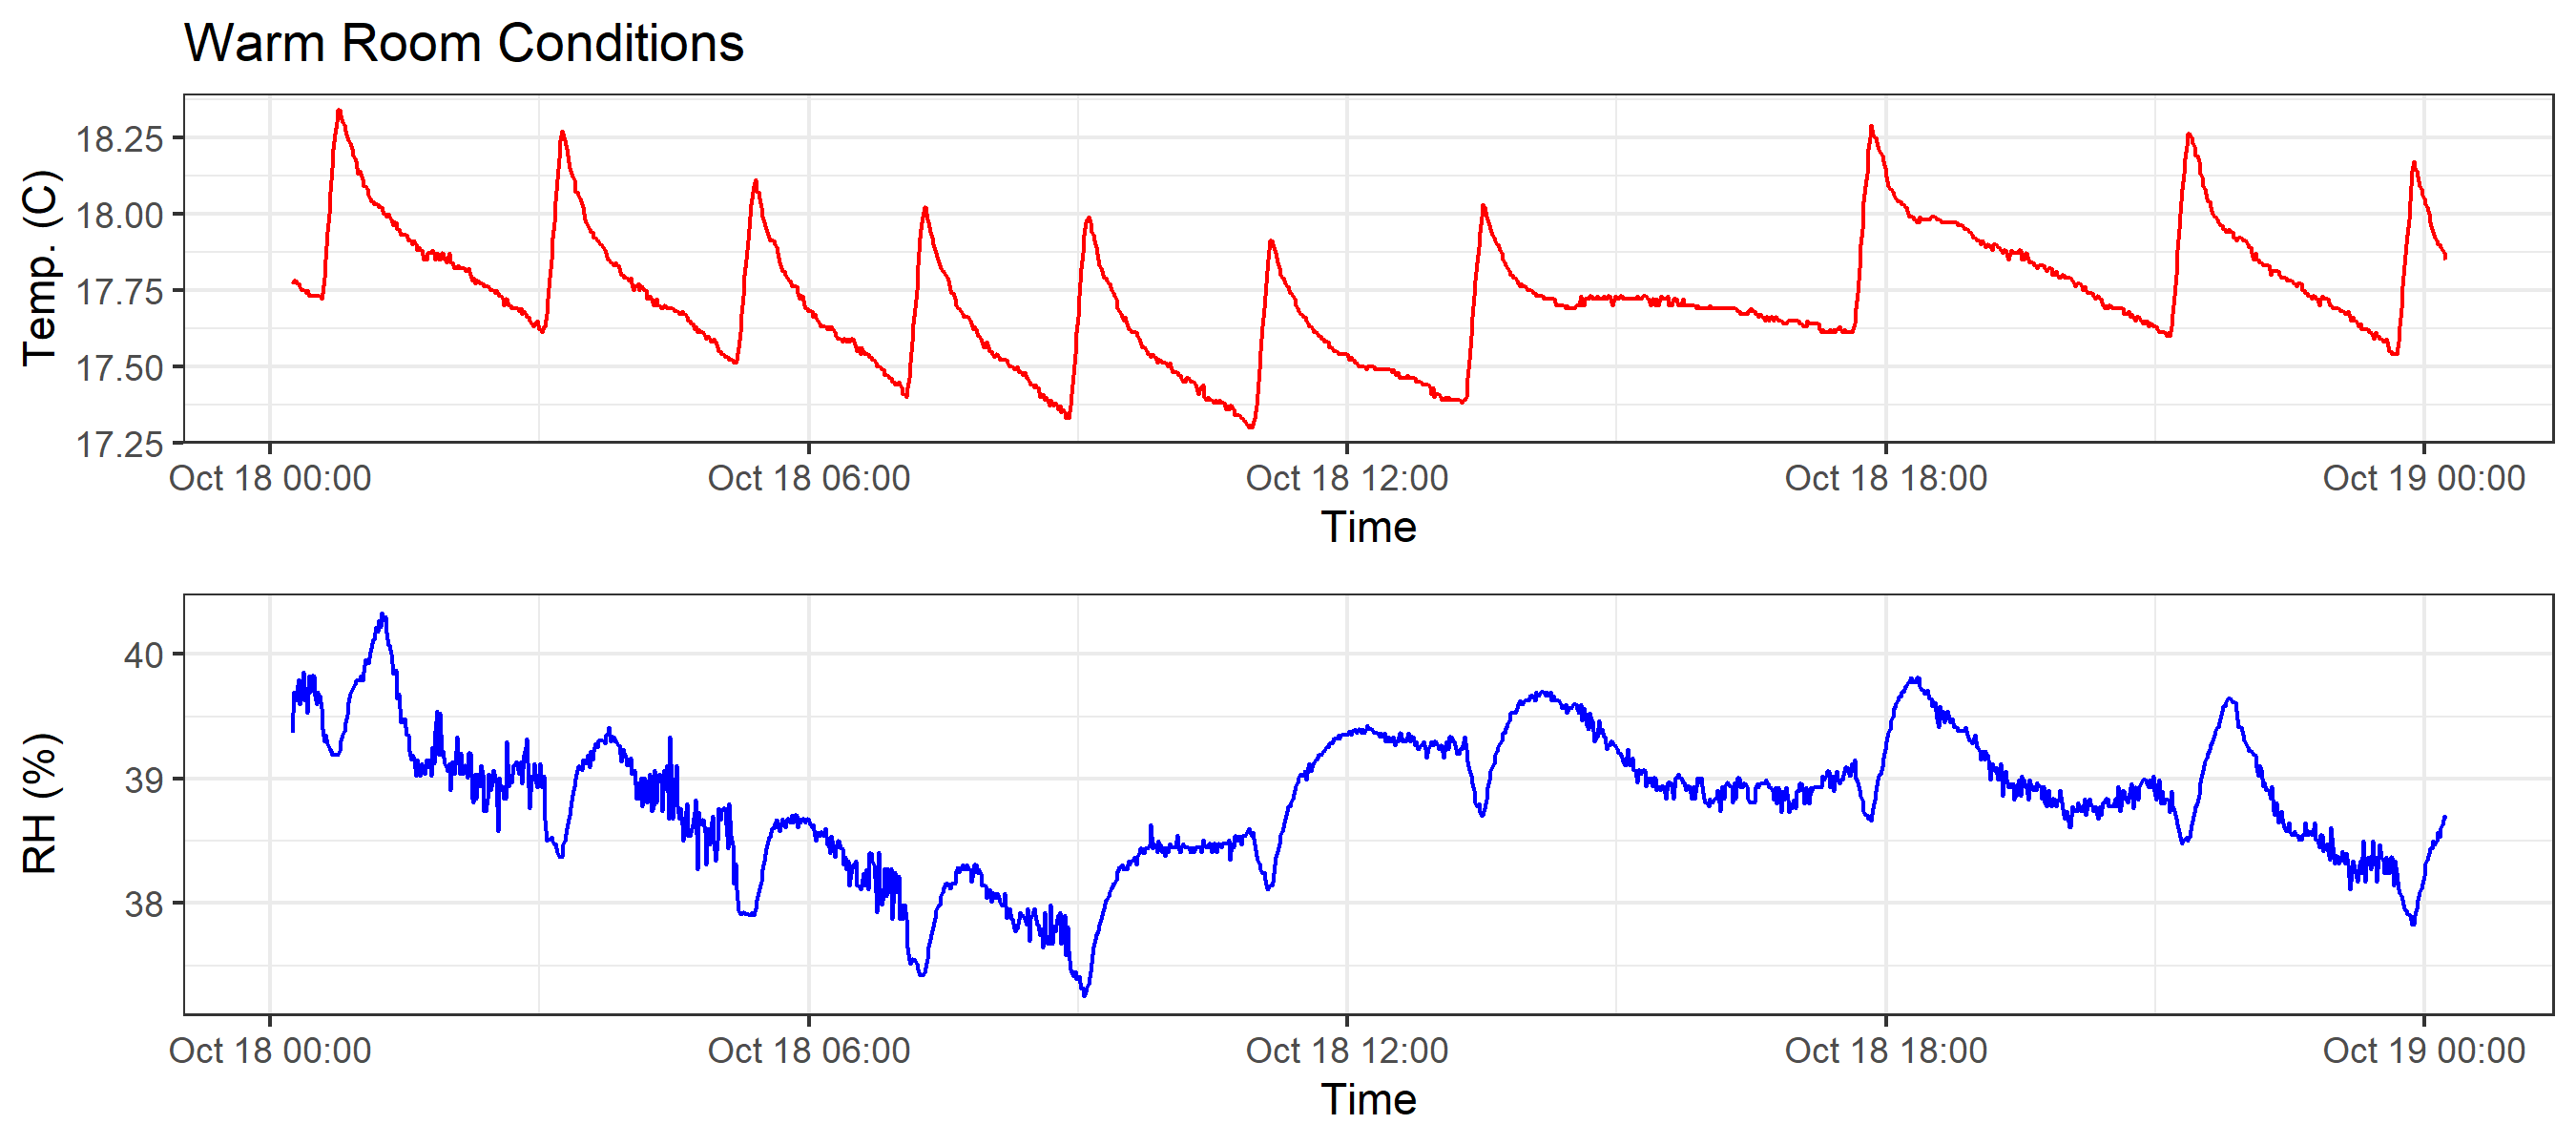 Warm Room Conditions
Temp. (C)
18.25
18.00
17.75
17.50
17.25
Oct 18 00:00 Oct 18 06:00 Oct 18 12:00 Oct 18 18:00 Oct 19 00:00
Time
RH (%)
40
39
38
Oct 18 00:00 Oct 18 06:00 Oct 18 12:00 Oct 18 18:00 Oct 19 00:00
Time